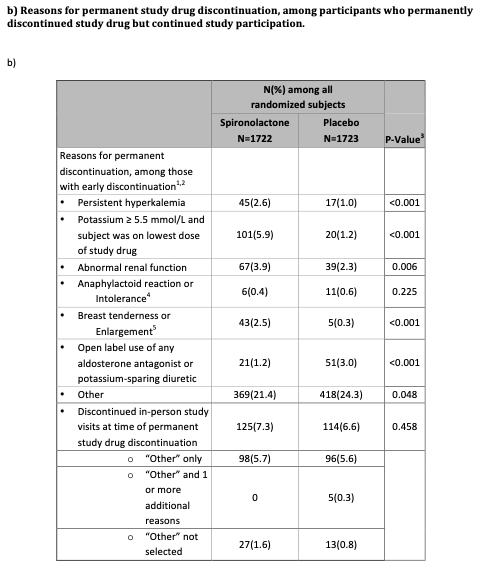 b) Reasons for permanent study drug discontinuation, among participants who permanently
discontinued study drug but continued study participation.
b)
N(%) among all
randomized subjects
Spironolactone
N=1722
Placebo
N=1723
P-Value3
Reasons for permanent
discontinuation, among those
with early discontinuation1,2
• Persistent hyperkalemia 45(2.6) 17(1.0) <0.001
• Potassium ≥ 5.5 mmol/L and
subject was on lowest dose 101(5.9) 20(1.2) <0.001
of study drug
• Abnormal renal function 67(3.9) 39(2.3) 0.006
• Anaphylactoid reaction or
Intolerance4 6(0.4) 11(0.6) 0.225
• Breast tenderness or
Enlargement5 43(2.5) 5(0.3) <0.001
• Open label use of any
aldosterone antagonist or 21(1.2) 51(3.0) <0.001
potassium-sparing diuretic
• Other 369(21.4) 418(24.3) 0.048
• Discontinued in-person study
visits at time of permanent 125(7.3) 114(6.6) 0.458
study drug discontinuation
o "Other" only 98(5.7) 96(5.6)
o "Other" and 1
or more
additional 0 5(0.3)
reasons
o "Other" not
selected 27(1.6) 13(0.8)